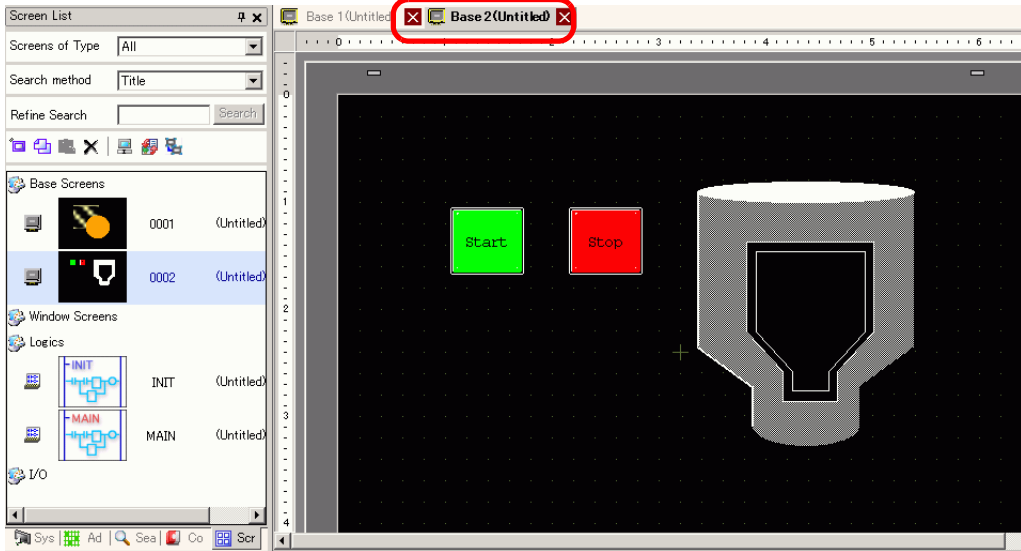 Screen List
Screens of Type All
Search method Title
Refine Search Search
Base Screens
0001 (Untitled)
0002 (Untitled)
Window Screens
Logics
INIT INIT (Untitled)
MAIN MAIN (Untitled)
I/O
Sys Ad Sea Co Scr
Base 1(Untitled
Base 2(Untitled)
0 2 3 4 5 6
0
1
2
3
4
Start Stop